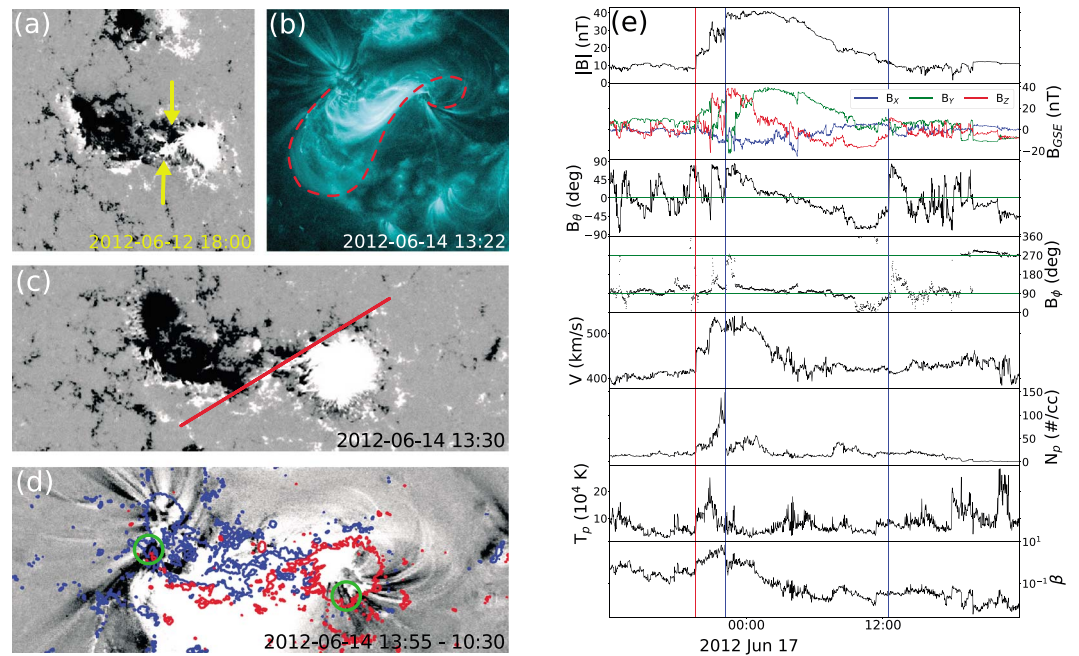 (a)
2012-06-12 18:00
(b)
2012-06-14 13:22
(c)
2012-06-14 13:30
(d)
2012-06-14 13:55 - 10:30
(e)
|B| (nT)
40
30
20
10
0
B_X B_Y B_Z
B_GSE (nT)
40
20
0
−20
B_θ (deg)
90
45
0
−45
−90
B_ϕ (deg)
360
270
180
90
0
V (km/s)
500
400
N_p (#/cc)
150
100
50
0
T_p (10^4 K)
20
10
β
10^1
10^-1
00:00
12:00
2012 Jun 17